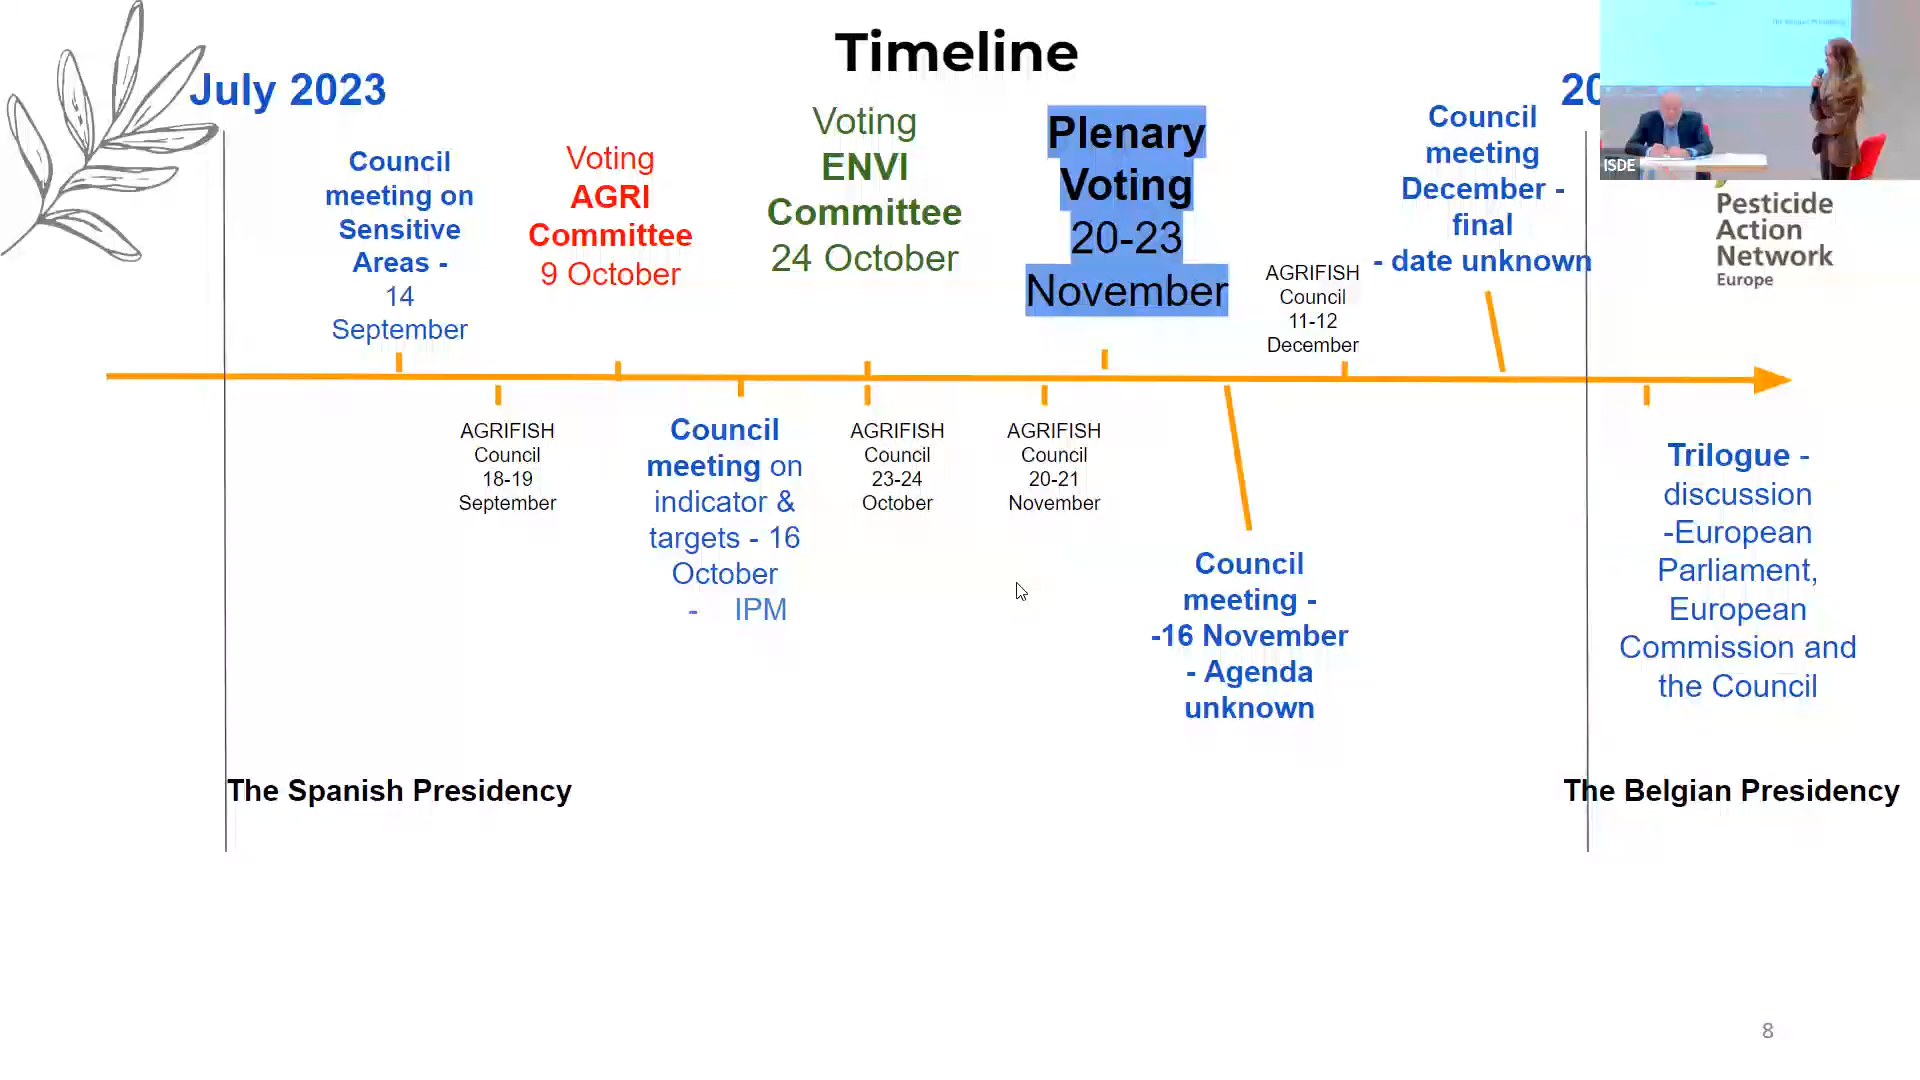 Timeline
July 2023
20
Council
meeting on
Sensitive
Areas -
14
September
Voting
AGRI
Committee
9 October
Voting
ENVI
Committee
24 October
Plenary
Voting
20-23
November
AGRIFISH
Council
11-12
December
Council
meeting
December -
final
- date unknown
ISDE
The Belgian Presidency
Pesticide
Action
Network
Europe
AGRIFISH
Council
18-19
September
Council
meeting on
indicator &
targets - 16
October
- IPM
AGRIFISH
Council
23-24
October
AGRIFISH
Council
20-21
November
Council
meeting -
-16 November
- Agenda
unknown
Trilogue -
discussion
-European
Parliament,
European
Commission and
the Council
The Spanish Presidency
The Belgian Presidency
8